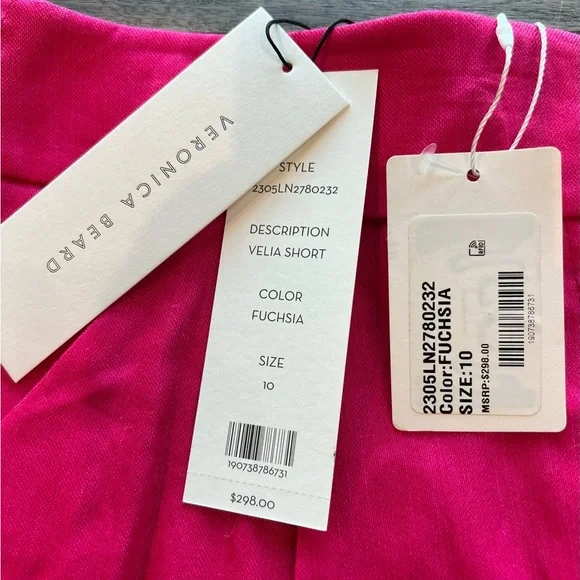 VERONICA BEARD
STYLE
2305LN2780232
DESCRIPTION
VELIA SHORT
COLOR
FUCHSIA
SIZE
10
190738786731
$298.00
RFID
2305LN2780232
Color:FUCHSIA
SIZE:10
MSRP:$298.00
190738786731